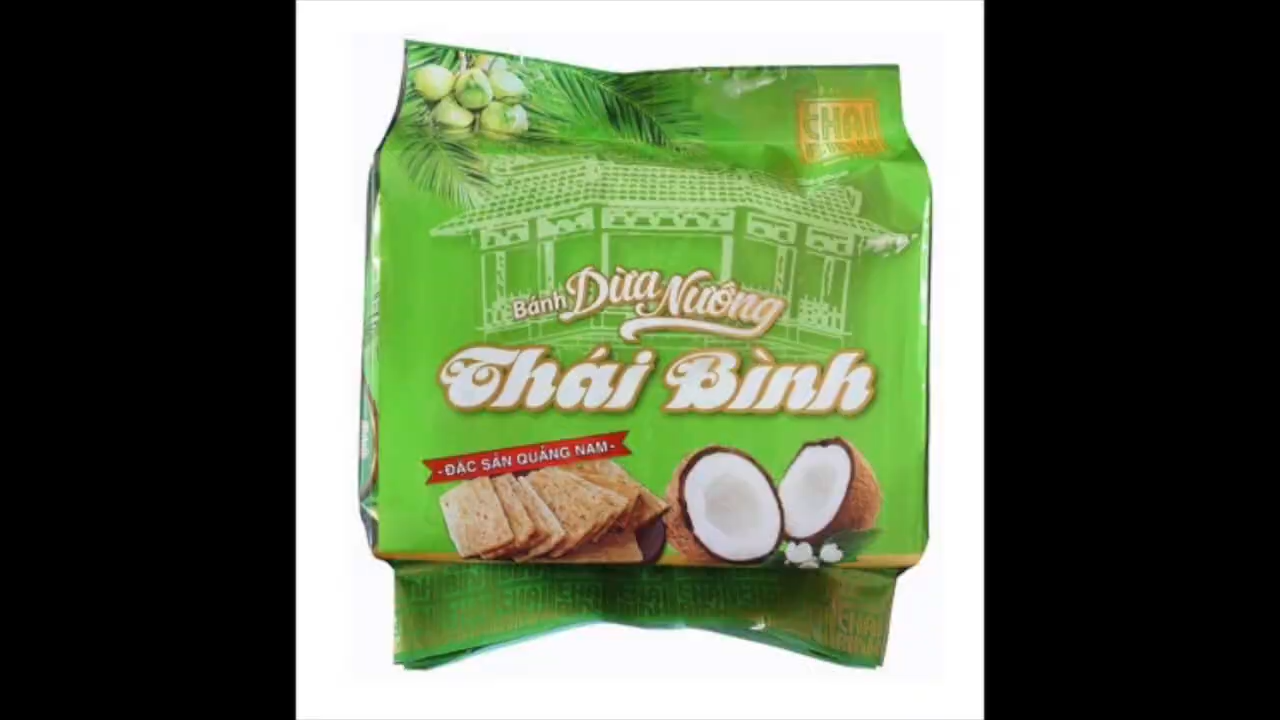 Bánh Dừa Nướng
Thái Bình
-ĐẶC SẢN QUẢNG NAM-